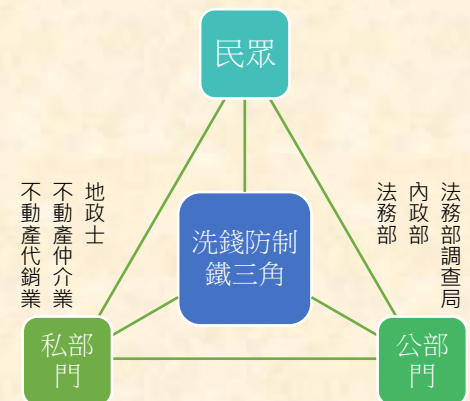 民眾
地政士
不動產仲介業
不動產代銷業
洗錢防制
鐵三角
法務部調查局
內政部
法務部
私部
門
公部
門